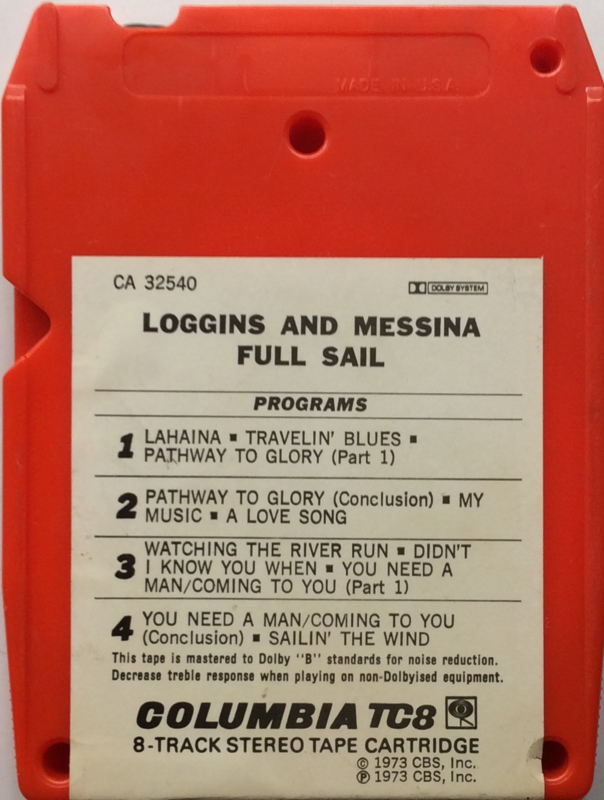 MADE IN U.S.A.
CA 32540
DOLBY SYSTEM
LOGGINS AND MESSINA
FULL SAIL
PROGRAMS
1 LAHAINA ▪ TRAVELIN' BLUES ▪
PATHWAY TO GLORY (Part 1)
2 PATHWAY TO GLORY (Conclusion) ▪ MY
MUSIC ▪ A LOVE SONG
3 WATCHING THE RIVER RUN ▪ DIDN'T
I KNOW YOU WHEN ▪ YOU NEED A
MAN/COMING TO YOU (Part 1)
4 YOU NEED A MAN/COMING TO YOU
(Conclusion) ▪ SAILIN' THE WIND
This tape is mastered to Dolby "B" standards for noise reduction.
Decrease treble response when playing on non-Dolbyised equipment.
COLUMBIA TC8
8-TRACK STEREO TAPE CARTRIDGE
© 1973 CBS, Inc.
℗ 1973 CBS, Inc.